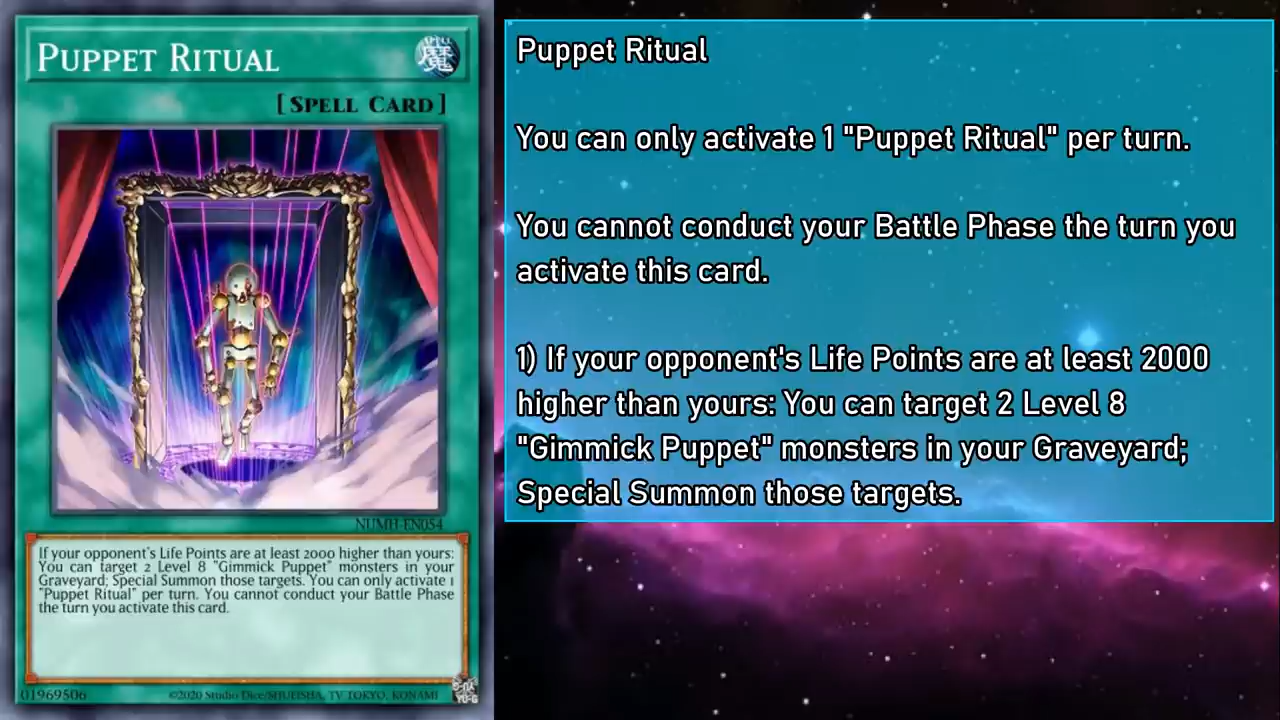 PUPPET RITUAL
魔
[SPELL CARD]
NUMH-EN054
If your opponent's Life Points are at least 2000 higher than yours:
You can target 2 Level 8 "Gimmick Puppet" monsters in your
Graveyard; Special Summon those targets. You can only activate 1
"Puppet Ritual" per turn. You cannot conduct your Battle Phase
the turn you activate this card.
01969506
©2020 Studio Dice/SHUEISHA, TV TOKYO, KONAMI
Puppet Ritual
You can only activate 1 "Puppet Ritual" per turn.
You cannot conduct your Battle Phase the turn you
activate this card.
1) If your opponent's Life Points are at least 2000
higher than yours: You can target 2 Level 8
"Gimmick Puppet" monsters in your Graveyard;
Special Summon those targets.